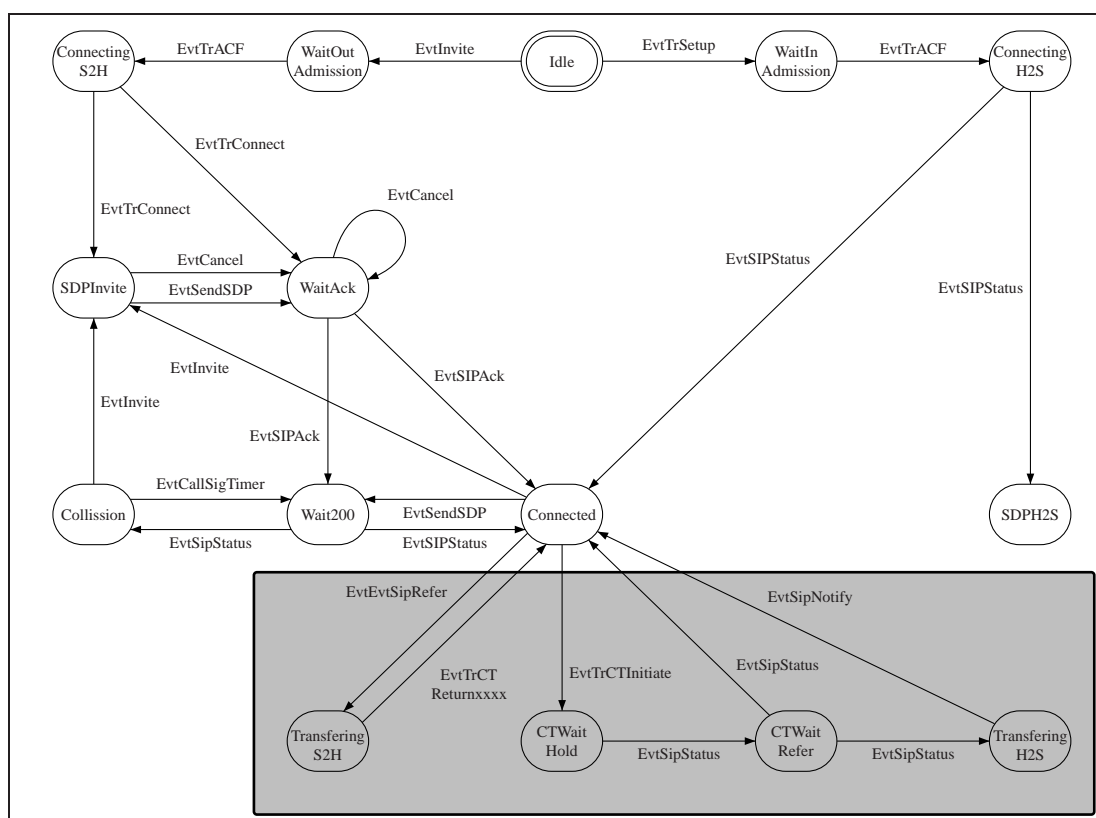 Connecting
S2H
EvtTrACF
WaitOut
Admission
EvtInvite
Idle
EvtTrSetup
WaitIn
Admission
EvtTrACF
Connecting
H2S
EvtTrConnect
EvtCancel
EvtTrConnect
EvtSIPStatus
SDPInvite
EvtCancel
EvtSendSDP
WaitAck
EvtSIPStatus
EvtInvite
EvtSIPAck
EvtInvite
EvtSIPAck
Collission
EvtCallSigTimer
EvtSipStatus
Wait200
EvtSendSDP
EvtSIPStatus
Connected
SDPH2S
EvtEvtSipRefer
EvtSipNotify
EvtTrCT
Returnxxxx
EvtTrCTInitiate
EvtSipStatus
Transfering
S2H
CTWait
Hold
EvtSipStatus
CTWait
Refer
EvtSipStatus
Transfering
H2S